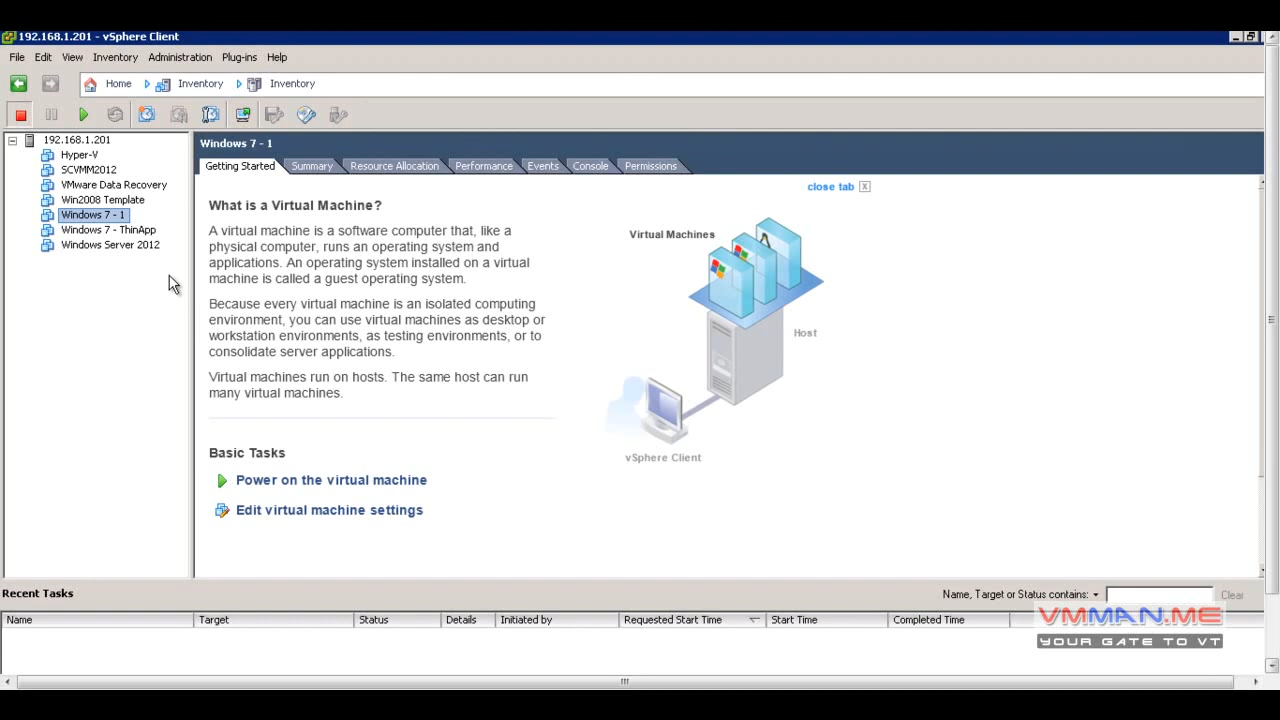 192.168.1.201 - vSphere Client
File Edit View Inventory Administration Plug-ins Help
Home Inventory Inventory
192.168.1.201
Hyper-V
SCVMM2012
VMware Data Recovery
Win2008 Template
Windows 7 - 1
Windows 7 - ThinApp
Windows Server 2012
Windows 7 - 1
Getting Started Summary Resource Allocation Performance Events Console Permissions
close tab X
What is a Virtual Machine?
A virtual machine is a software computer that, like a
physical computer, runs an operating system and
applications. An operating system installed on a virtual
machine is called a guest operating system.
Because every virtual machine is an isolated computing
environment, you can use virtual machines as desktop or
workstation environments, as testing environments, or to
consolidate server applications.
Virtual machines run on hosts. The same host can run
many virtual machines.
Virtual Machines
Host
vSphere Client
Basic Tasks
Power on the virtual machine
Edit virtual machine settings
Recent Tasks
Name, Target or Status contains: Clear
Name Target Status Details Initiated by Requested Start Time Start Time Completed Time
VMMAN.ME
YOUR GATE TO VT